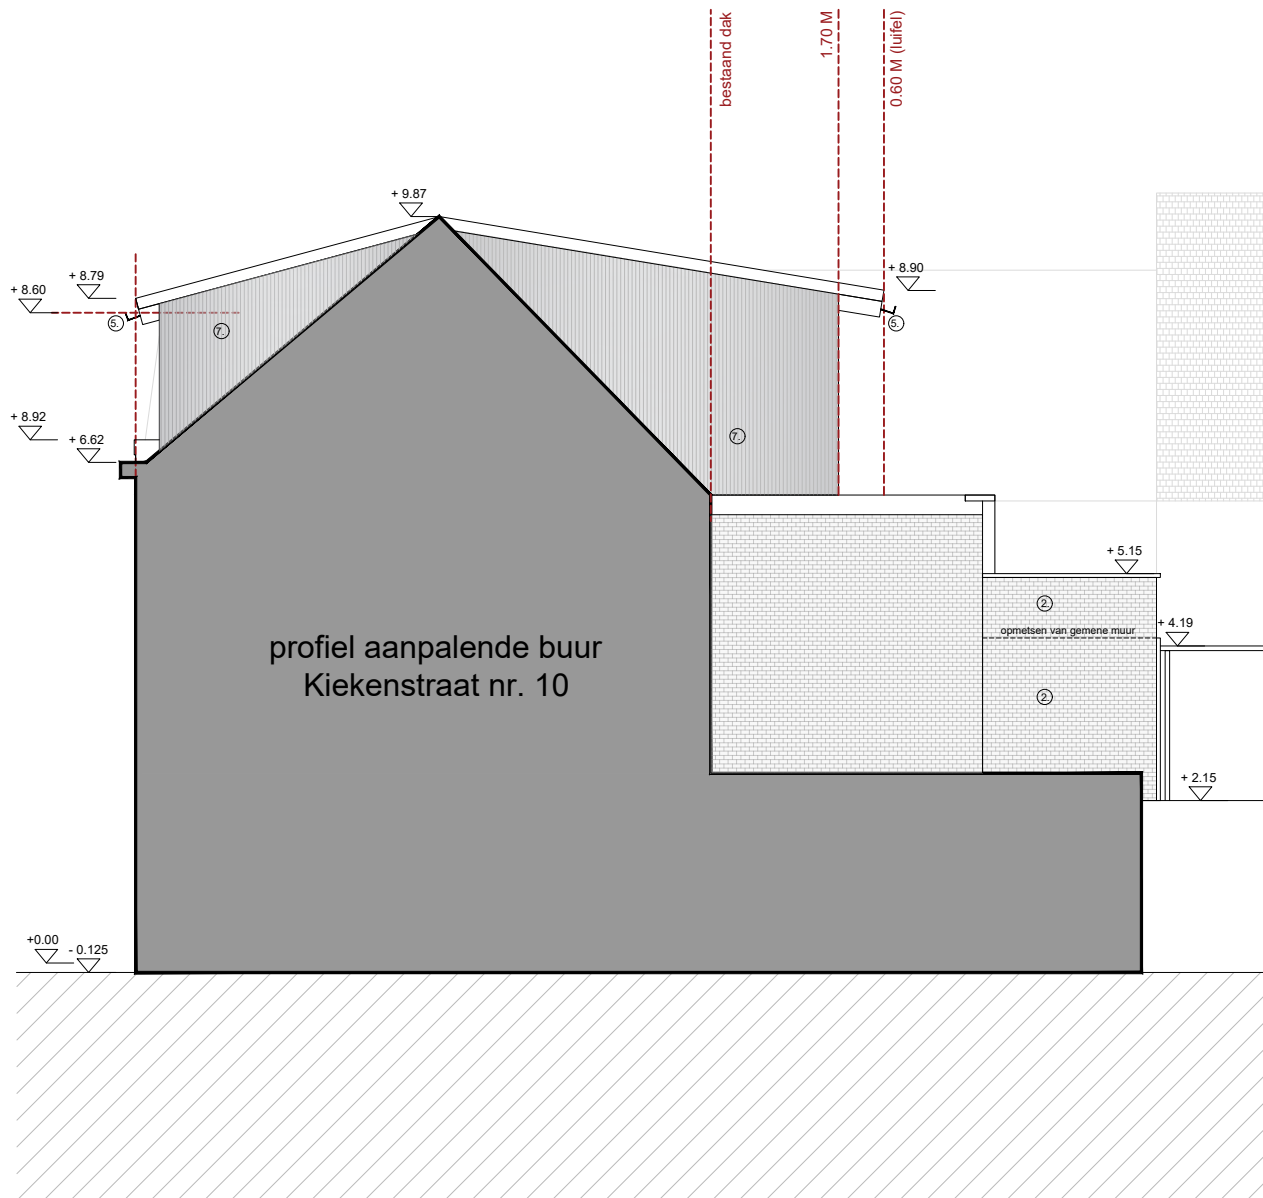 bestaand dak
1.70 M
0.60 M (luifel)
+ 9.87
+ 8.79
+ 8.60
+ 8.90
5.
7.
5.
+ 8.92
+ 6.62
7.
+ 5.15
2.
opmetsen van gemene muur
+ 4.19
profiel aanpalende buur
Kiekenstraat nr. 10
2.
+ 2.15
+0.00
- 0.125